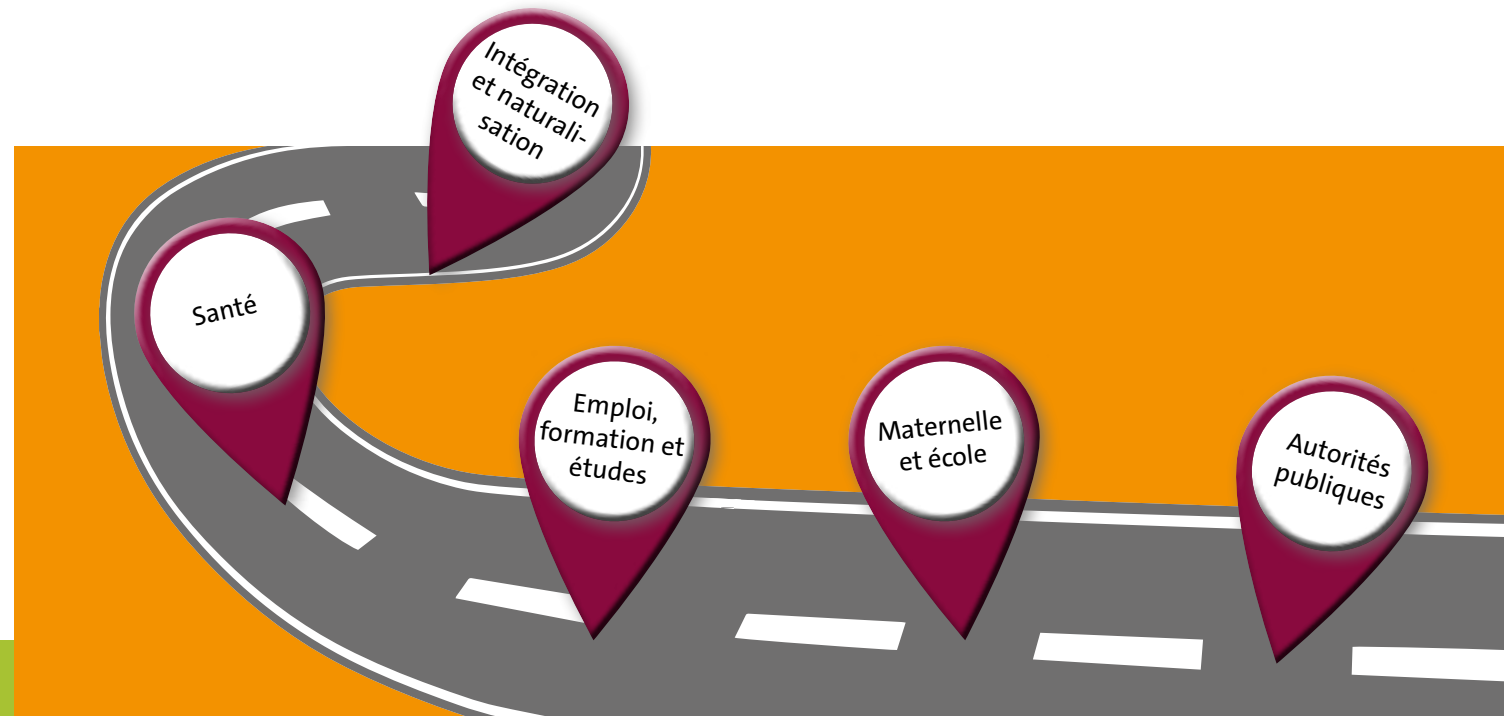 Intégration
et naturali-
sation
Santé
Emploi,
formation et
études
Maternelle
et école
Autorités
publiques